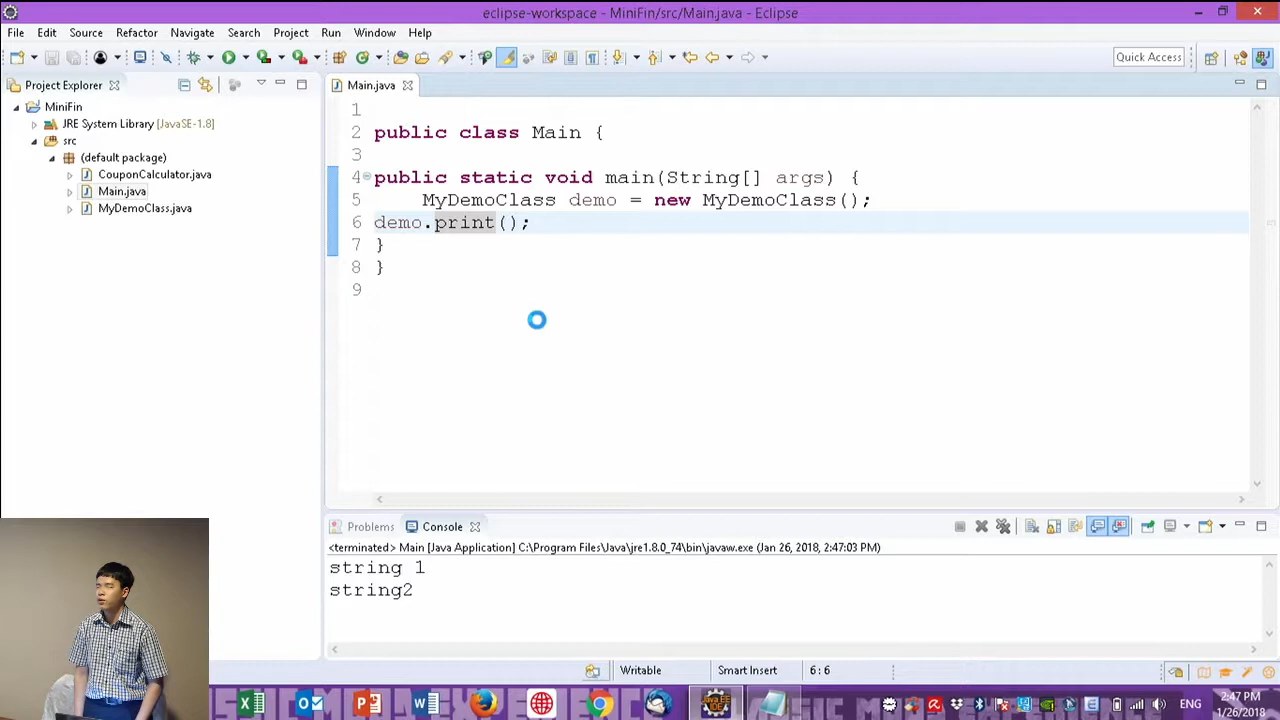 eclipse-workspace - MiniFin/src/Main.java - Eclipse
File Edit Source Refactor Navigate Search Project Run Window Help
Quick Access
Project Explorer
MiniFin
JRE System Library [JavaSE-1.8]
src
(default package)
CouponCalculator.java
Main.java
MyDemoClass.java
Main.java
1
2 public class Main {
3
4 public static void main(String[] args) {
5 MyDemoClass demo = new MyDemoClass();
6 demo.print();
7 }
8 }
9
Problems Console
<terminated> Main [Java Application] C:\Program Files\Java\jre1.8.0_74\bin\javaw.exe (Jan 26, 2018, 2:47:03 PM)
string 1
string2
Writable Smart Insert 6 : 6
ENG
2:47 PM
1/26/2018